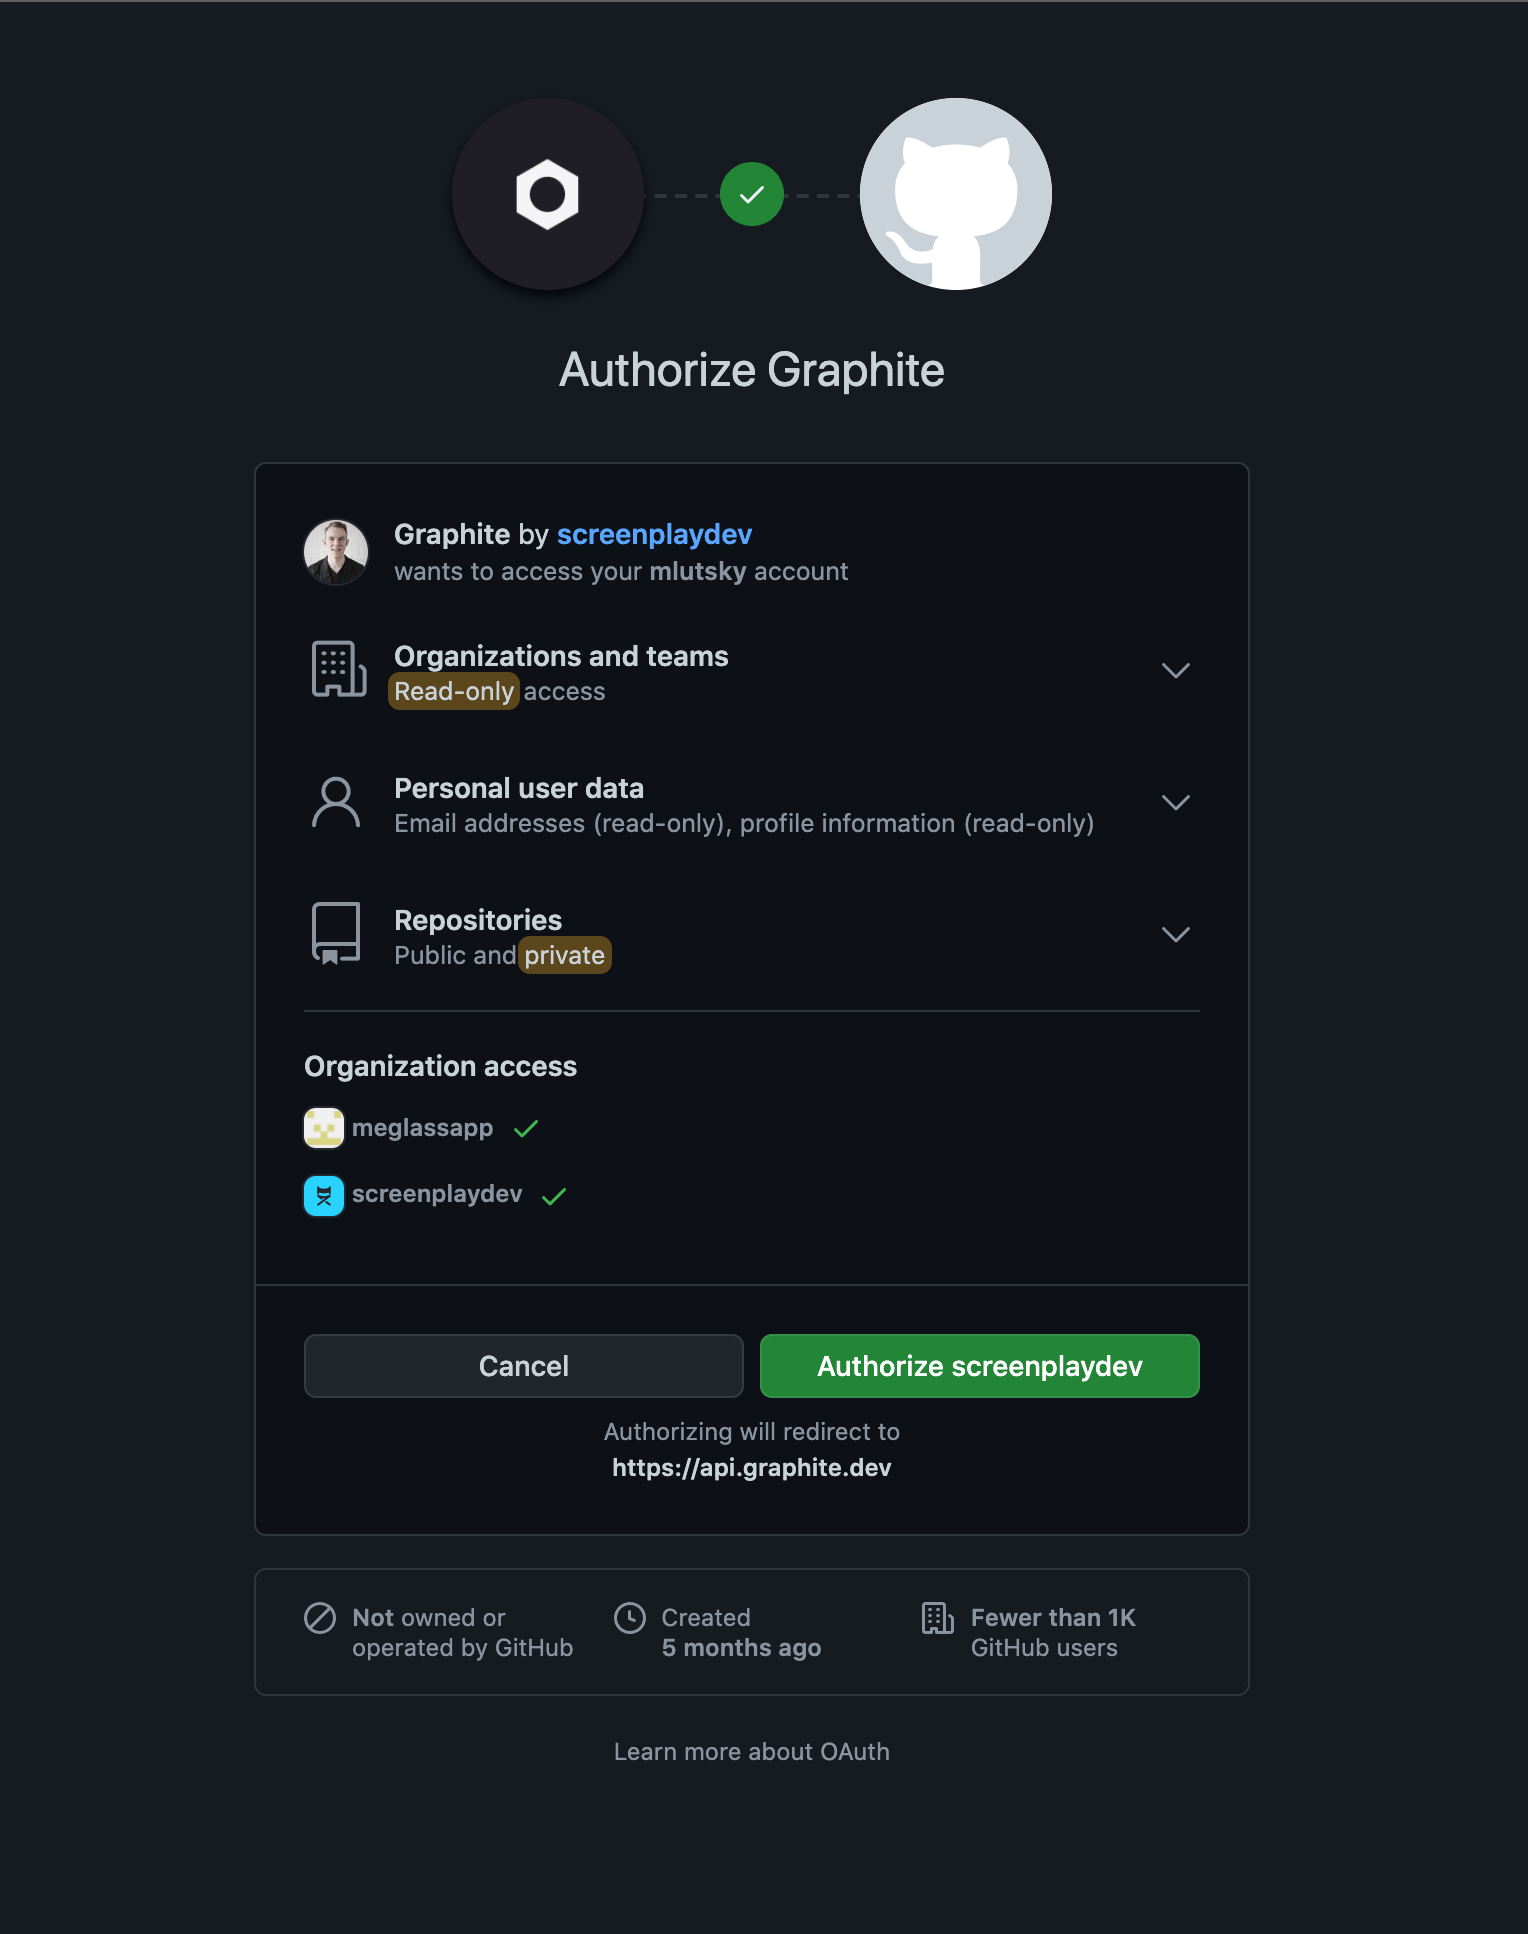 Authorize Graphite
Graphite by screenplaydev
wants to access your mlutsky account
Organizations and teams
Read-only access
Personal user data
Email addresses (read-only), profile information (read-only)
Repositories
Public and private
Organization access
meglassapp
screenplaydev
Cancel
Authorize screenplaydev
Authorizing will redirect to
https://api.graphite.dev
Not owned or
operated by GitHub
Created
5 months ago
Fewer than 1K
GitHub users
Learn more about OAuth